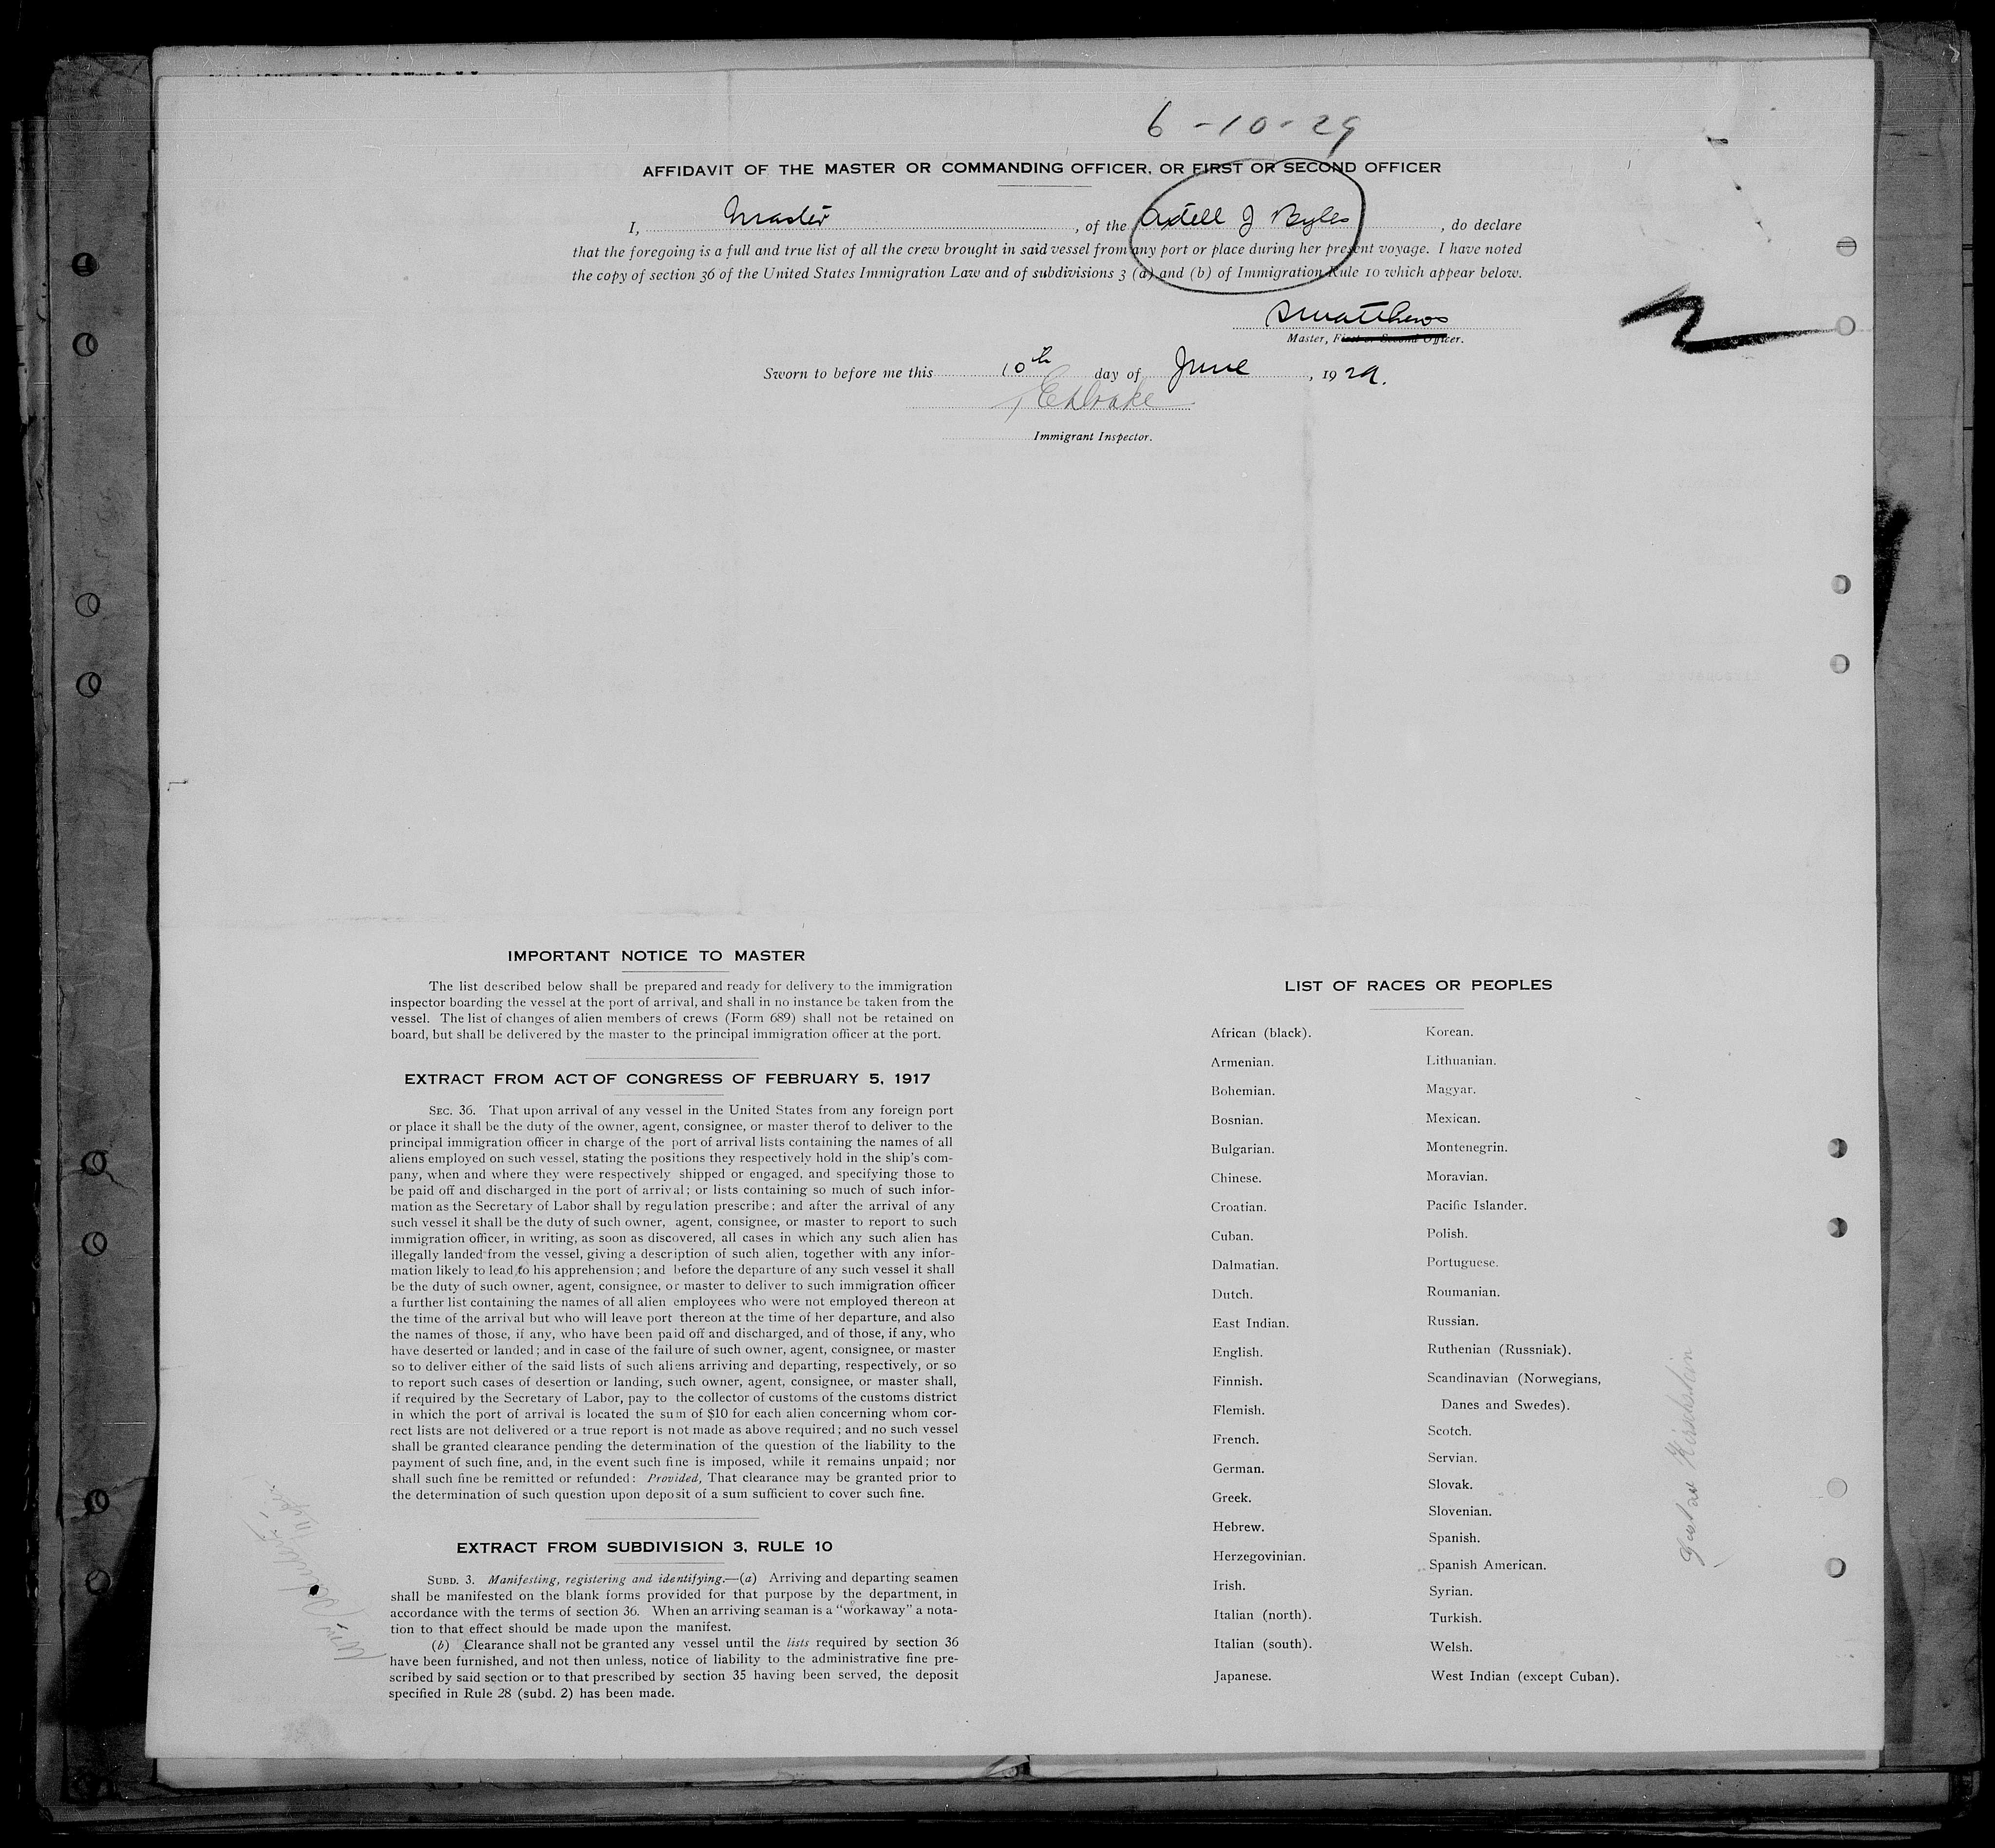 6-10-29
AFFIDAVIT OF THE MASTER OR COMMANDING OFFICER, OR FIRST OR SECOND OFFICER
I, Master, of the Axtell J Byles, do declare
that the foregoing is a full and true list of all the crew brought in said vessel from any port or place during her present voyage. I have noted
the copy of section 36 of the United States Immigration Law and of subdivisions 3 (a) and (b) of Immigration Rule 10 which appear below.
SMatthews
Master, First or Second Officer.
Sworn to before me this 10th day of June, 1929.
Drake
Immigrant Inspector.
2
IMPORTANT NOTICE TO MASTER
The list described below shall be prepared and ready for delivery to the immigration
inspector boarding the vessel at the port of arrival, and shall in no instance be taken from the
vessel. The list of changes of alien members of crews (Form 689) shall not be retained on
board, but shall be delivered by the master to the principal immigration officer at the port.
EXTRACT FROM ACT OF CONGRESS OF FEBRUARY 5, 1917
SEC. 36. That upon arrival of any vessel in the United States from any foreign port
or place it shall be the duty of the owner, agent, consignee, or master therof to deliver to the
principal immigration officer in charge of the port of arrival lists containing the names of all
aliens employed on such vessel, stating the positions they respectively hold in the ship's com-
pany, when and where they were respectively shipped or engaged, and specifying those to
be paid off and discharged in the port of arrival; or lists containing so much of such infor-
mation as the Secretary of Labor shall by regulation prescribe; and after the arrival of any
such vessel it shall be the duty of such owner, agent, consignee, or master to report to such
immigration officer, in writing, as soon as discovered, all cases in which any such alien has
illegally landed from the vessel, giving a description of such alien, together with any infor-
mation likely to lead to his apprehension; and before the departure of any such vessel it shall
be the duty of such owner, agent, consignee, or master to deliver to such immigration officer
a further list containing the names of all alien employees who were not employed thereon at
the time of the arrival but who will leave port thereon at the time of her departure, and also
the names of those, if any, who have been paid off and discharged, and of those, if any, who
have deserted or landed; and in case of the failure of such owner, agent, consignee, or master
so to deliver either of the said lists of such aliens arriving and departing, respectively, or so
to report such cases of desertion or landing, such owner, agent, consignee, or master shall,
if required by the Secretary of Labor, pay to the collector of customs of the customs district
in which the port of arrival is located the sum of $10 for each alien concerning whom cor-
rect lists are not delivered or a true report is not made as above required; and no such vessel
shall be granted clearance pending the determination of the question of the liability to the
payment of such fine, and, in the event such fine is imposed, while it remains unpaid; nor
shall such fine be remitted or refunded: Provided, That clearance may be granted prior to
the determination of such question upon deposit of a sum sufficient to cover such fine.
EXTRACT FROM SUBDIVISION 3, RULE 10
SUBD. 3. Manifesting, registering and identifying.—(a) Arriving and departing seamen
shall be manifested on the blank forms provided for that purpose by the department, in
accordance with the terms of section 36. When an arriving seaman is a "workaway" a nota-
tion to that effect should be made upon the manifest.
(b) Clearance shall not be granted any vessel until the lists required by section 36
have been furnished, and not then unless, notice of liability to the administrative fine pre-
scribed by said section or to that prescribed by section 35 having been served, the deposit
specified in Rule 28 (subd. 2) has been made.
LIST OF RACES OR PEOPLES
African (black).
Armenian.
Bohemian.
Bosnian.
Bulgarian.
Chinese.
Croatian.
Cuban.
Dalmatian.
Dutch.
East Indian.
English.
Finnish.
Flemish.
French.
German.
Greek.
Hebrew.
Herzegovinian.
Irish.
Italian (north).
Italian (south).
Japanese.
Korean.
Lithuanian.
Magyar.
Mexican.
Montenegrin.
Moravian.
Pacific Islander.
Polish.
Portuguese.
Roumanian.
Russian.
Ruthenian (Russniak).
Scandinavian (Norwegians,
Danes and Swedes).
Scotch.
Servian.
Slovak.
Slovenian.
Spanish.
Spanish American.
Syrian.
Turkish.
Welsh.
West Indian (except Cuban).
Gustav Hirschstein